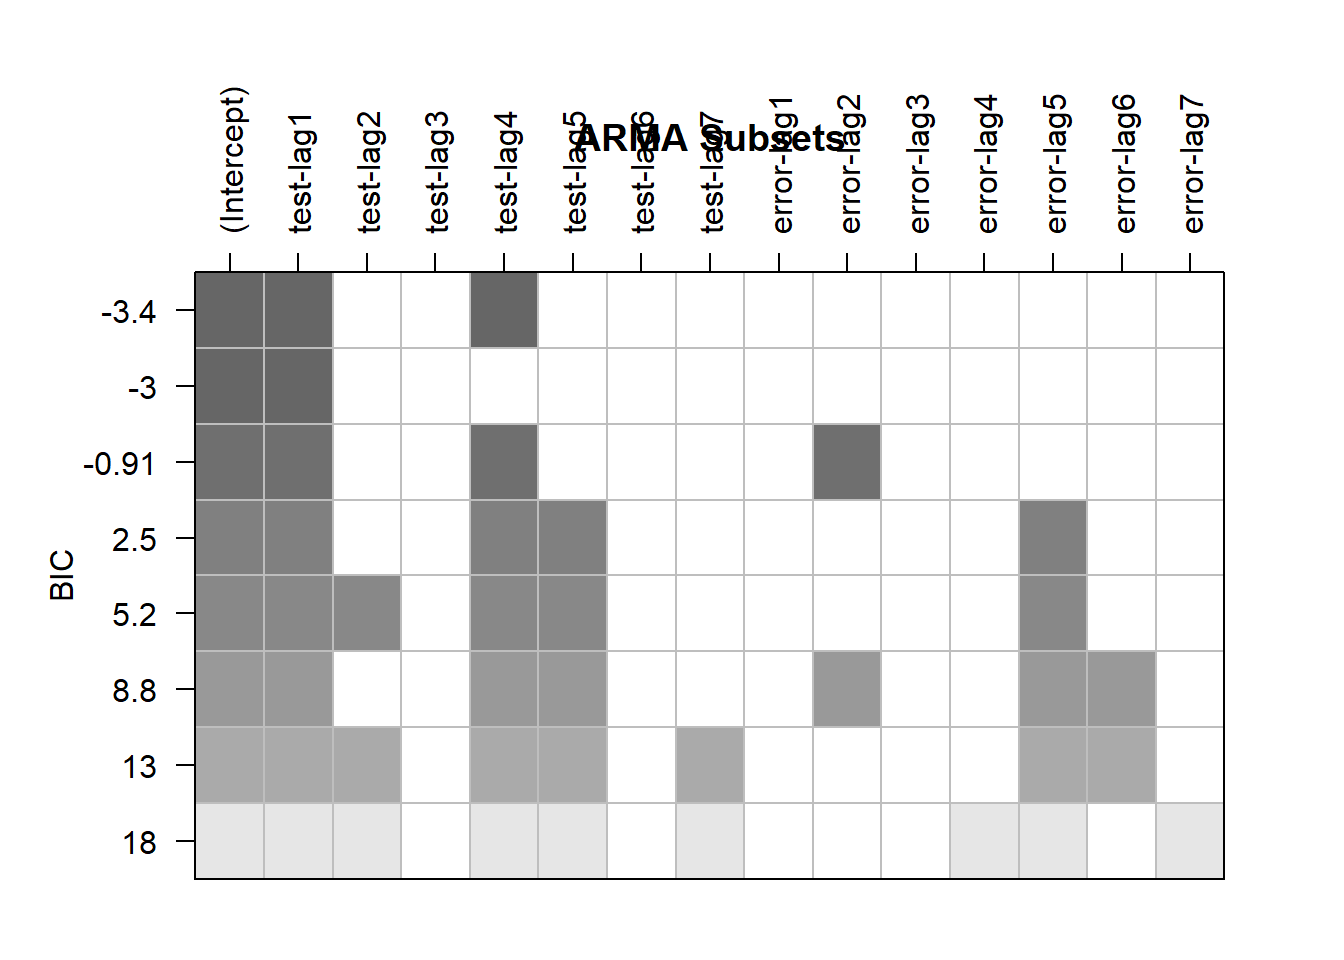 ARMA Subsets
(Intercept)
test-lag1
test-lag2
test-lag3
test-lag4
test-lag5
test-lag6
test-lag7
error-lag1
error-lag2
error-lag3
error-lag4
error-lag5
error-lag6
error-lag7
BIC
-3.4
-3
-0.91
2.5
5.2
8.8
13
18